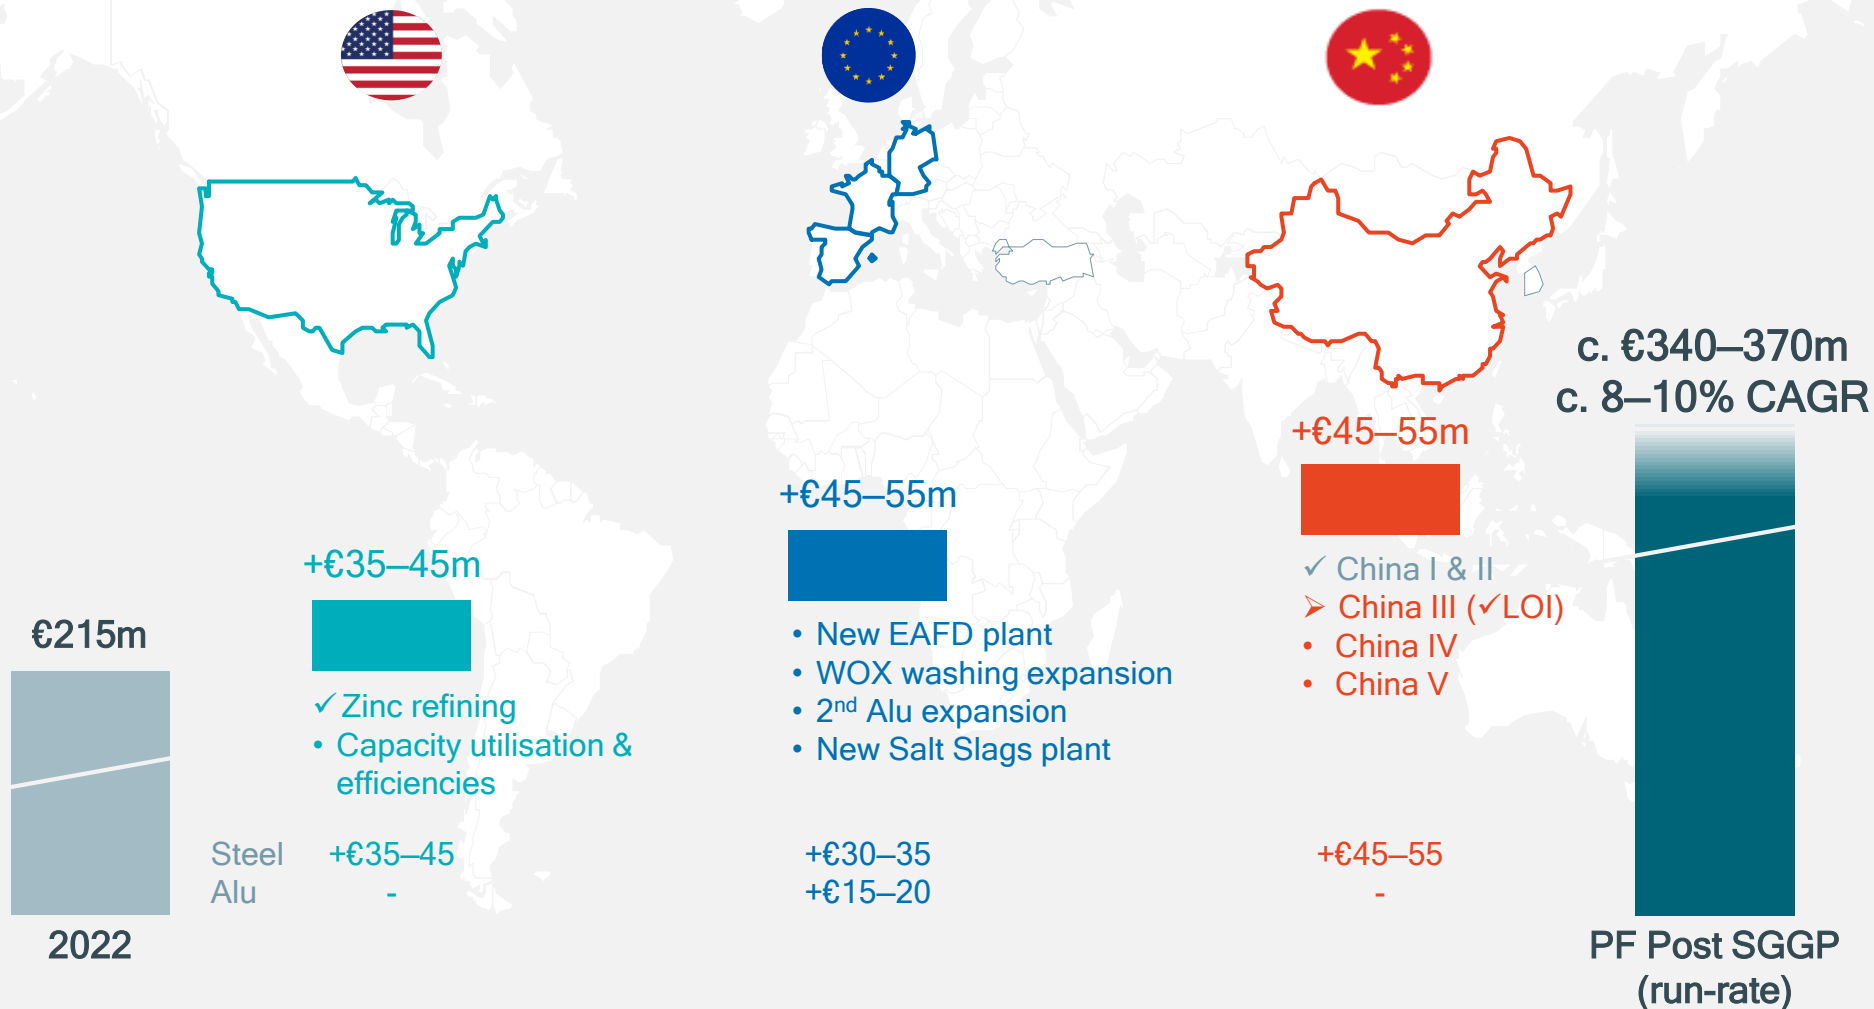 c. €340–370m
c. 8–10% CAGR
+€45–55m
+€45–55m
✓ China I & II
➢ China III (✓LOI)
• China IV
• China V
+€35–45m
€215m
• New EAFD plant
• WOX washing expansion
• 2nd Alu expansion
• New Salt Slags plant
✓ Zinc refining
• Capacity utilisation &
efficiencies
Steel +€35–45 +€30–35 +€45–55
Alu - +€15–20 -
2022
PF Post SGGP
(run-rate)